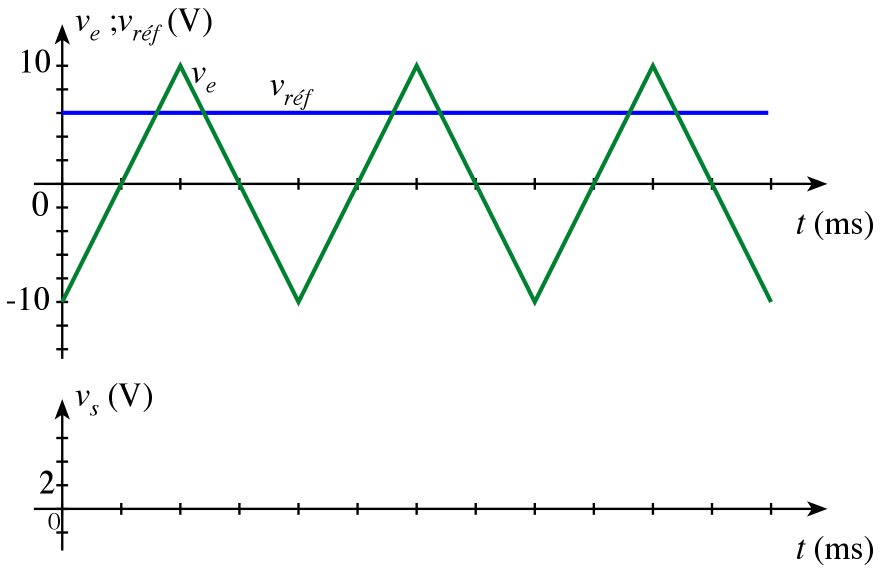 v_e ;v_réf (V)
10
v_e
v_réf
0
t (ms)
-10
v_s (V)
2
0
t (ms)